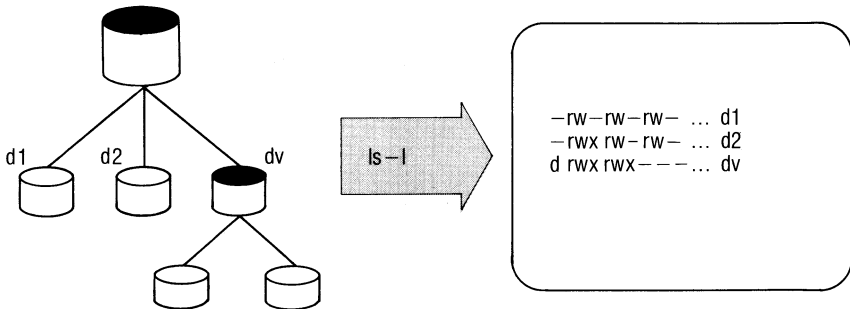 d1 d2 dv
ls–l
–rw–rw–rw– ... d1
–rwx rw–rw– ... d2
d rwx rwx––– ... dv